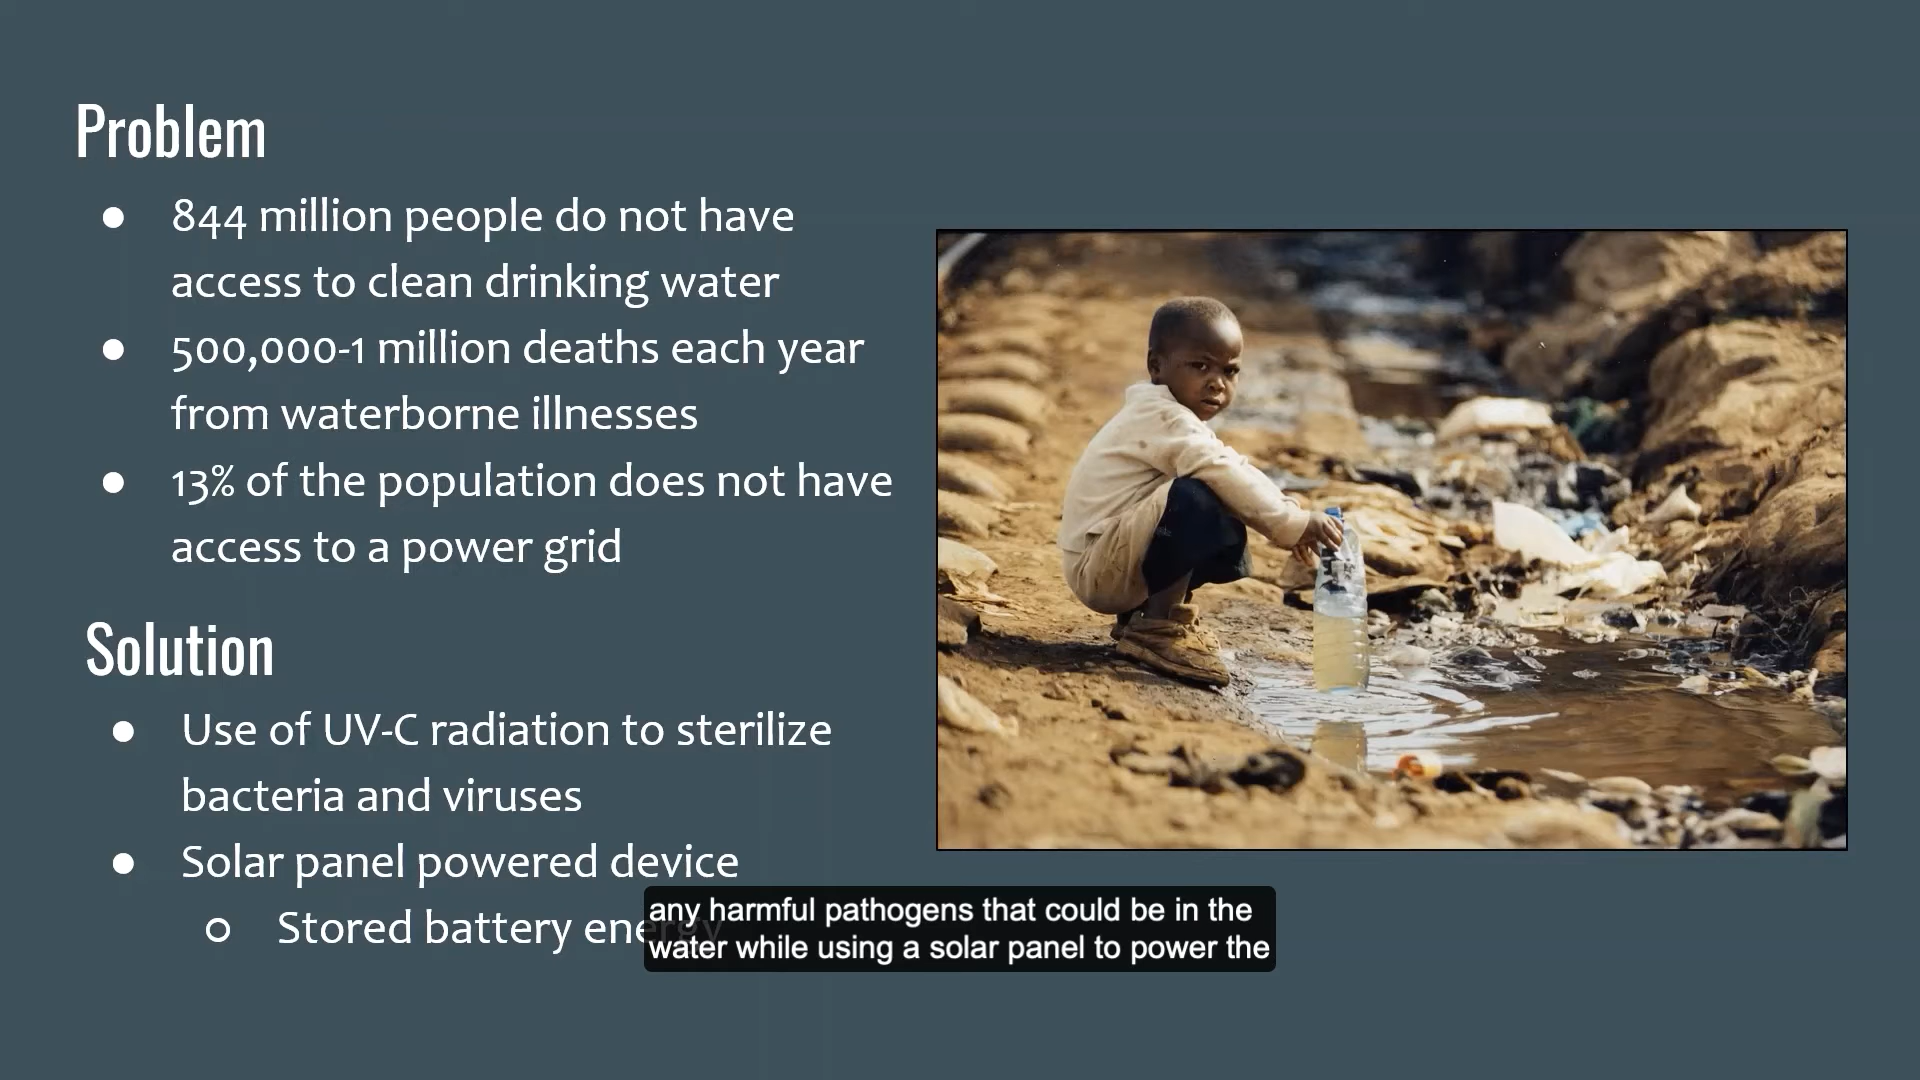 Problem
● 844 million people do not have
access to clean drinking water
● 500,000-1 million deaths each year
from waterborne illnesses
● 13% of the population does not have
access to a power grid
Solution
● Use of UV-C radiation to sterilize
bacteria and viruses
● Solar panel powered device
○ Stored battery energy
any harmful pathogens that could be in the
water while using a solar panel to power the